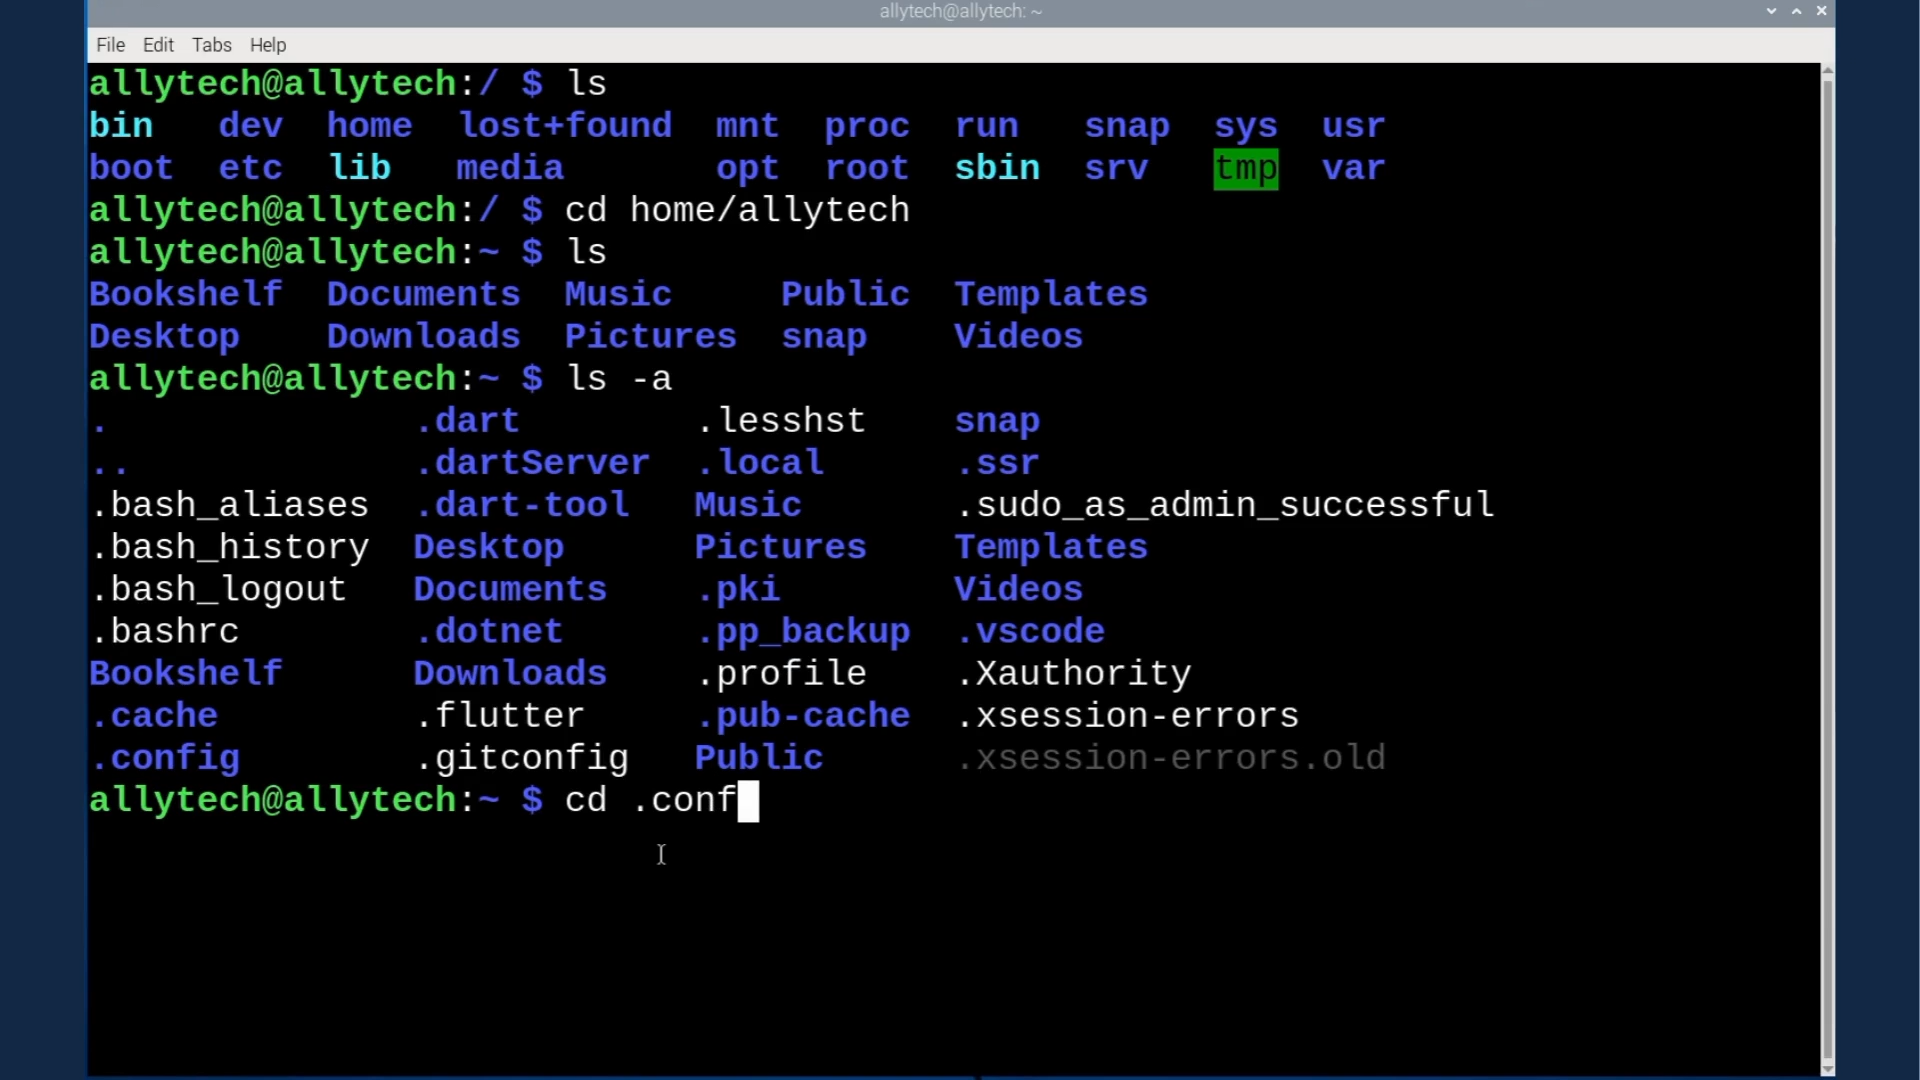 allytech@allytech: ~
File Edit Tabs Help
allytech@allytech:/ $ ls
bin dev home lost+found mnt proc run snap sys usr
boot etc lib media opt root sbin srv tmp var
allytech@allytech:/ $ cd home/allytech
allytech@allytech:~ $ ls
Bookshelf Documents Music Public Templates
Desktop Downloads Pictures snap Videos
allytech@allytech:~ $ ls -a
. .dart .lesshst snap
.. .dartServer .local .ssr
.bash_aliases .dart-tool Music .sudo_as_admin_successful
.bash_history Desktop Pictures Templates
.bash_logout Documents .pki Videos
.bashrc .dotnet .pp_backup .vscode
Bookshelf Downloads .profile .Xauthority
.cache .flutter .pub-cache .xsession-errors
.config .gitconfig Public .xsession-errors.old
allytech@allytech:~ $ cd .conf